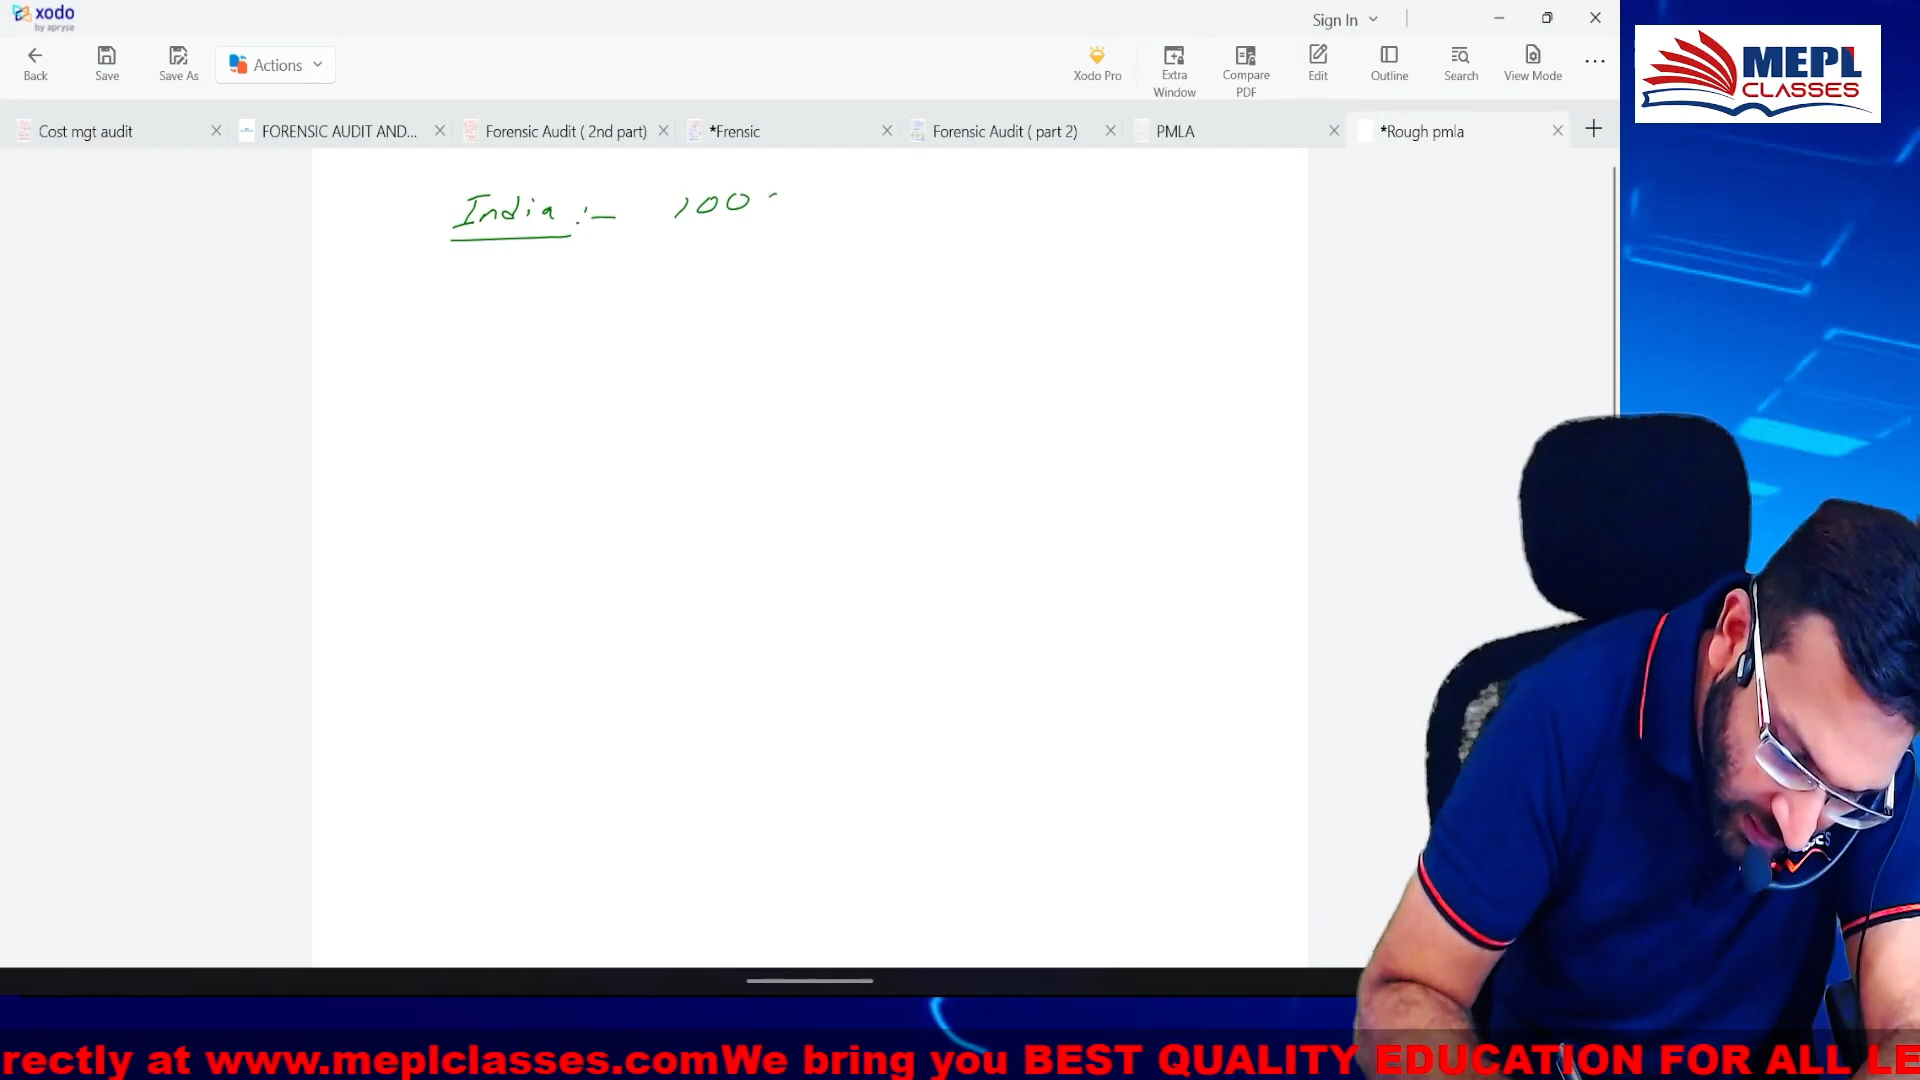 xodo
by apryse
Sign In
Back
Save
Save As
Actions
Xodo Pro
Extra Window
Compare PDF
Edit
Outline
Search
View Mode
MEPL
CLASSES
Cost mgt audit
FORENSIC AUDIT AND...
Forensic Audit ( 2nd part)
*Frensic
Forensic Audit ( part 2)
PMLA
*Rough pmla
India :- 100
rectly at www.meplclasses.comWe bring you BEST QUALITY EDUCATION FOR ALL LE